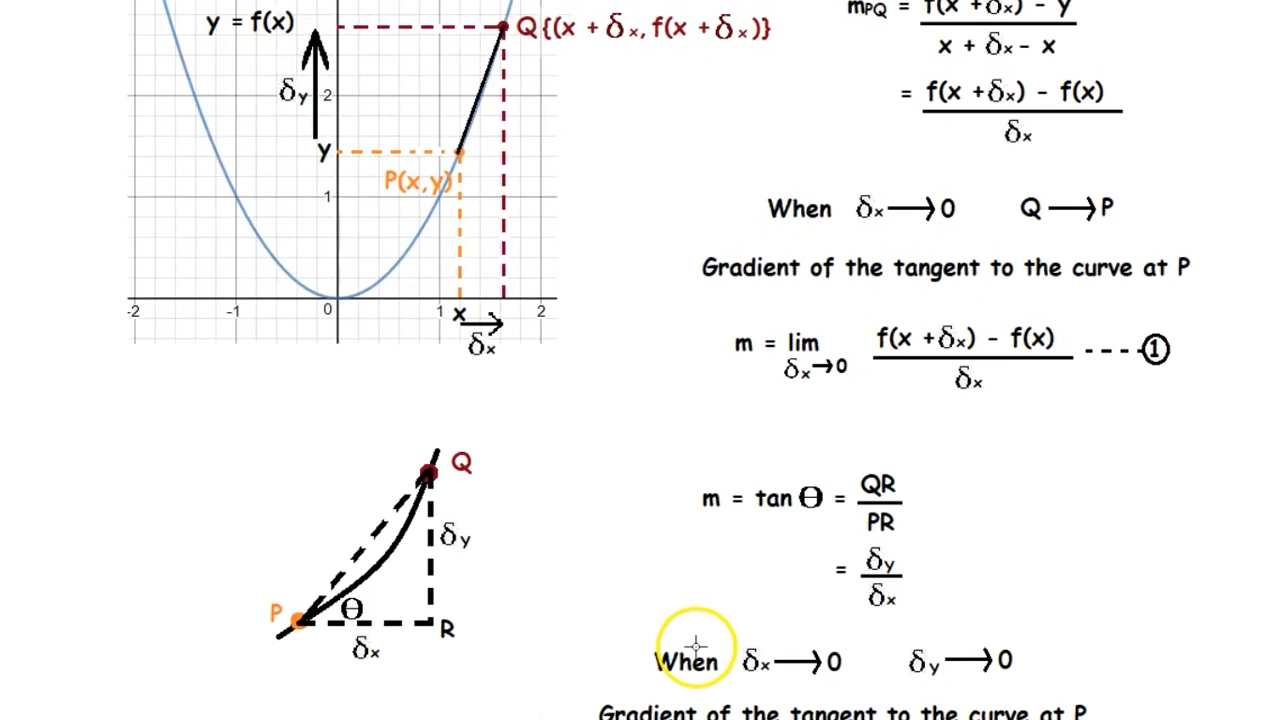 y = f(x)
Q{(x + δx, f(x + δx)}
δy
2
y
P(x,y)
1
-2 -1 0 1 x 2
δx
mPQ = f(x + δx) - y
x + δx - x
= f(x + δx) - f(x)
δx
When δx → 0 Q → P
Gradient of the tangent to the curve at P
m = lim f(x + δx) - f(x) ----①
δx→0 δx
Q
δy
P
θ
R
δx
m = tan θ = QR
PR
= δy
δx
When δx → 0 δy → 0
Gradient of the tangent to the curve at P